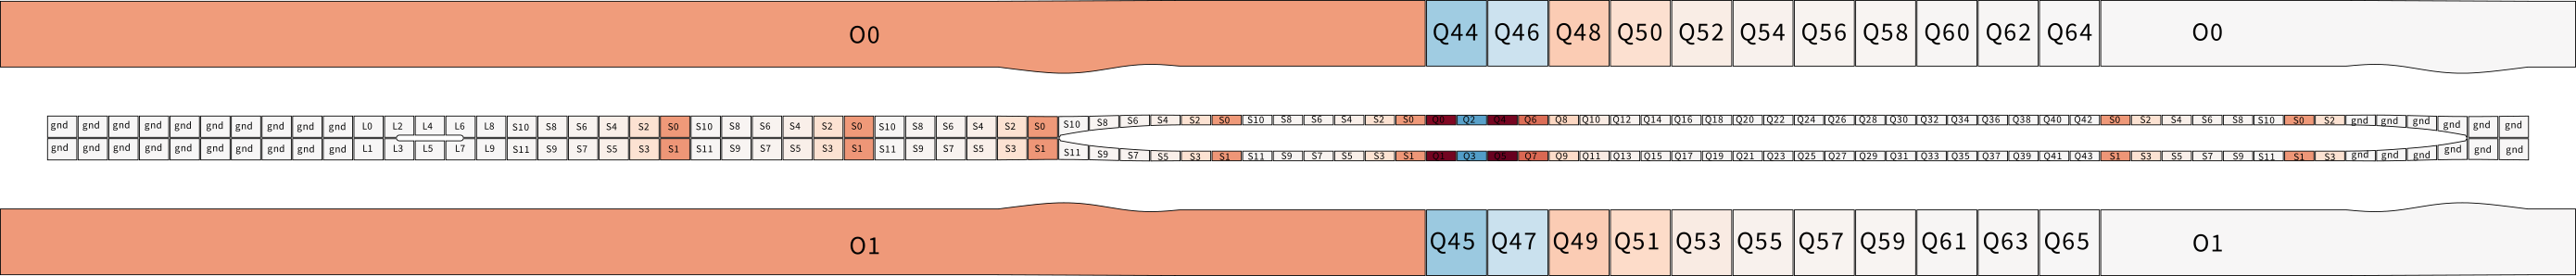 O0 Q44 Q46 Q48 Q50 Q52 Q54 Q56 Q58 Q60 Q62 Q64 O0
gnd gnd gnd gnd gnd gnd gnd gnd gnd gnd L0 L2 L4 L6 L8 S10 S8 S6 S4 S2 S0 S10 S8 S6 S4 S2 S0 S10 S8 S6 S4 S2 S0 S10 S8 S6 S4 S2 S0 S10 S8 S6 S4 S2 S0 Q0 Q2 Q4 Q6 Q8 Q10 Q12 Q14 Q16 Q18 Q20 Q22 Q24 Q26 Q28 Q30 Q32 Q34 Q36 Q38 Q40 Q42 S0 S2 S4 S6 S8 S10 S0 S2 gnd gnd gnd gnd gnd gnd
gnd gnd gnd gnd gnd gnd gnd gnd gnd gnd L1 L3 L5 L7 L9 S11 S9 S7 S5 S3 S1 S11 S9 S7 S5 S3 S1 S11 S9 S7 S5 S3 S1 S11 S9 S7 S5 S3 S1 S11 S9 S7 S5 S3 S1 Q1 Q3 Q5 Q7 Q9 Q11 Q13 Q15 Q17 Q19 Q21 Q23 Q25 Q27 Q29 Q31 Q33 Q35 Q37 Q39 Q41 Q43 S1 S3 S5 S7 S9 S11 S1 S3 gnd gnd gnd gnd gnd gnd
O1 Q45 Q47 Q49 Q51 Q53 Q55 Q57 Q59 Q61 Q63 Q65 O1